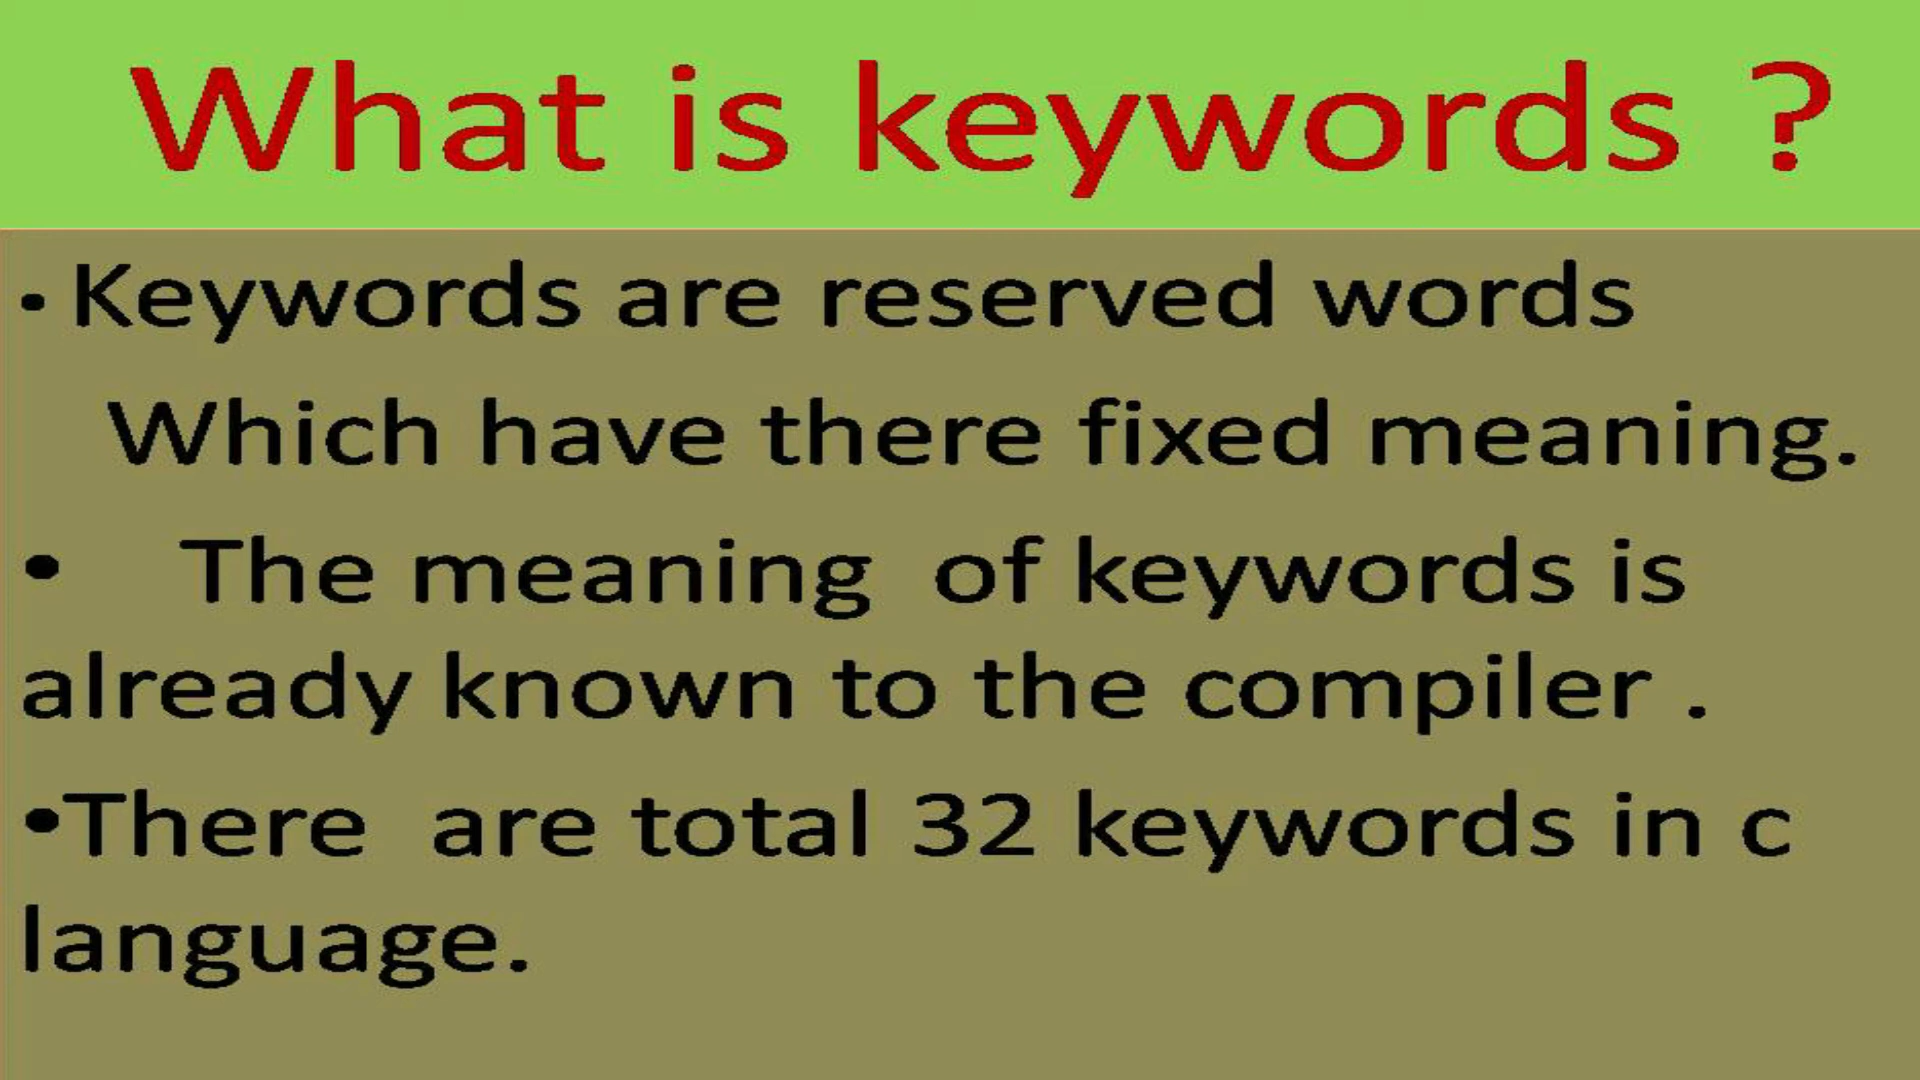 What is keywords ?
• Keywords are reserved words
Which have there fixed meaning.
• The meaning of keywords is
already known to the compiler .
•There are total 32 keywords in c
language.